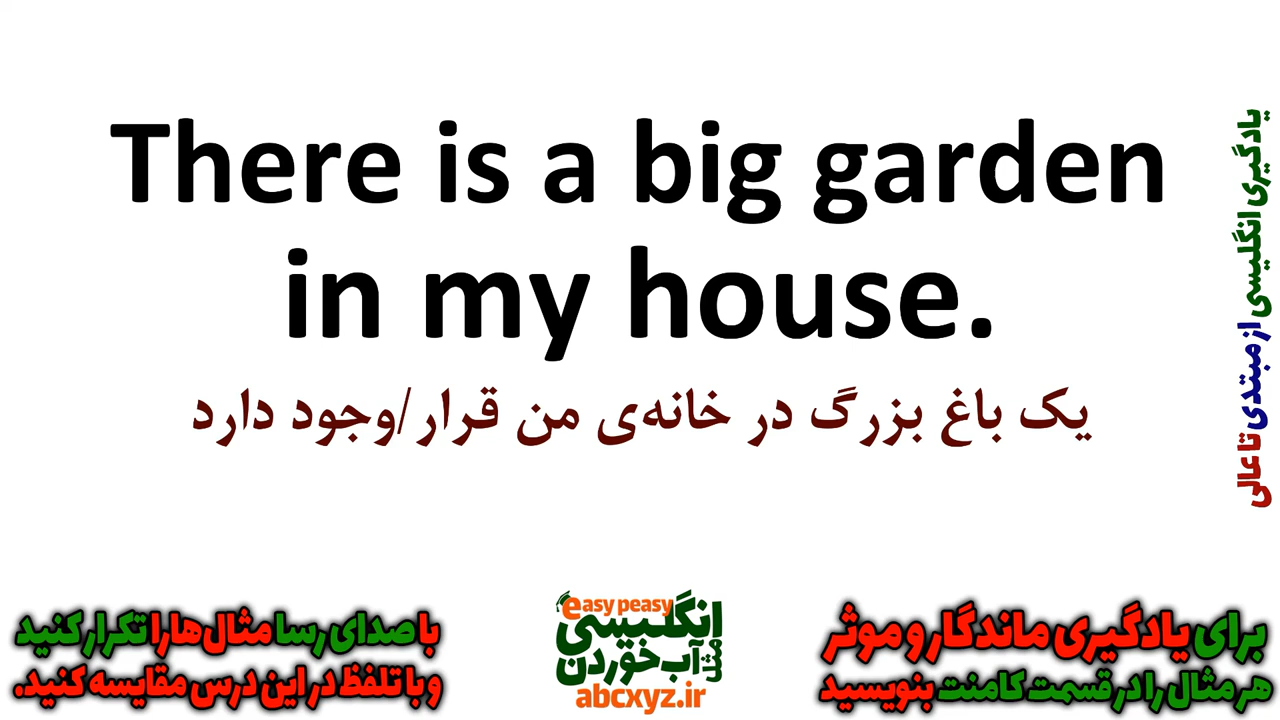 There is a big garden
in my house.
یک باغ بزرگ در خانه‌ی من قرار/وجود دارد
یادگیری انگلیسی از مبتدی تا عالی
با صدای رسا مثال‌ها را تکرار کنید
و با تلفظ در این درس مقایسه کنید.
easy peasy
انگلیسی
مثل
آب خوردن
abcxyz.ir
برای یادگیری ماندگار و موثر
هر مثال را در قسمت کامنت بنویسید